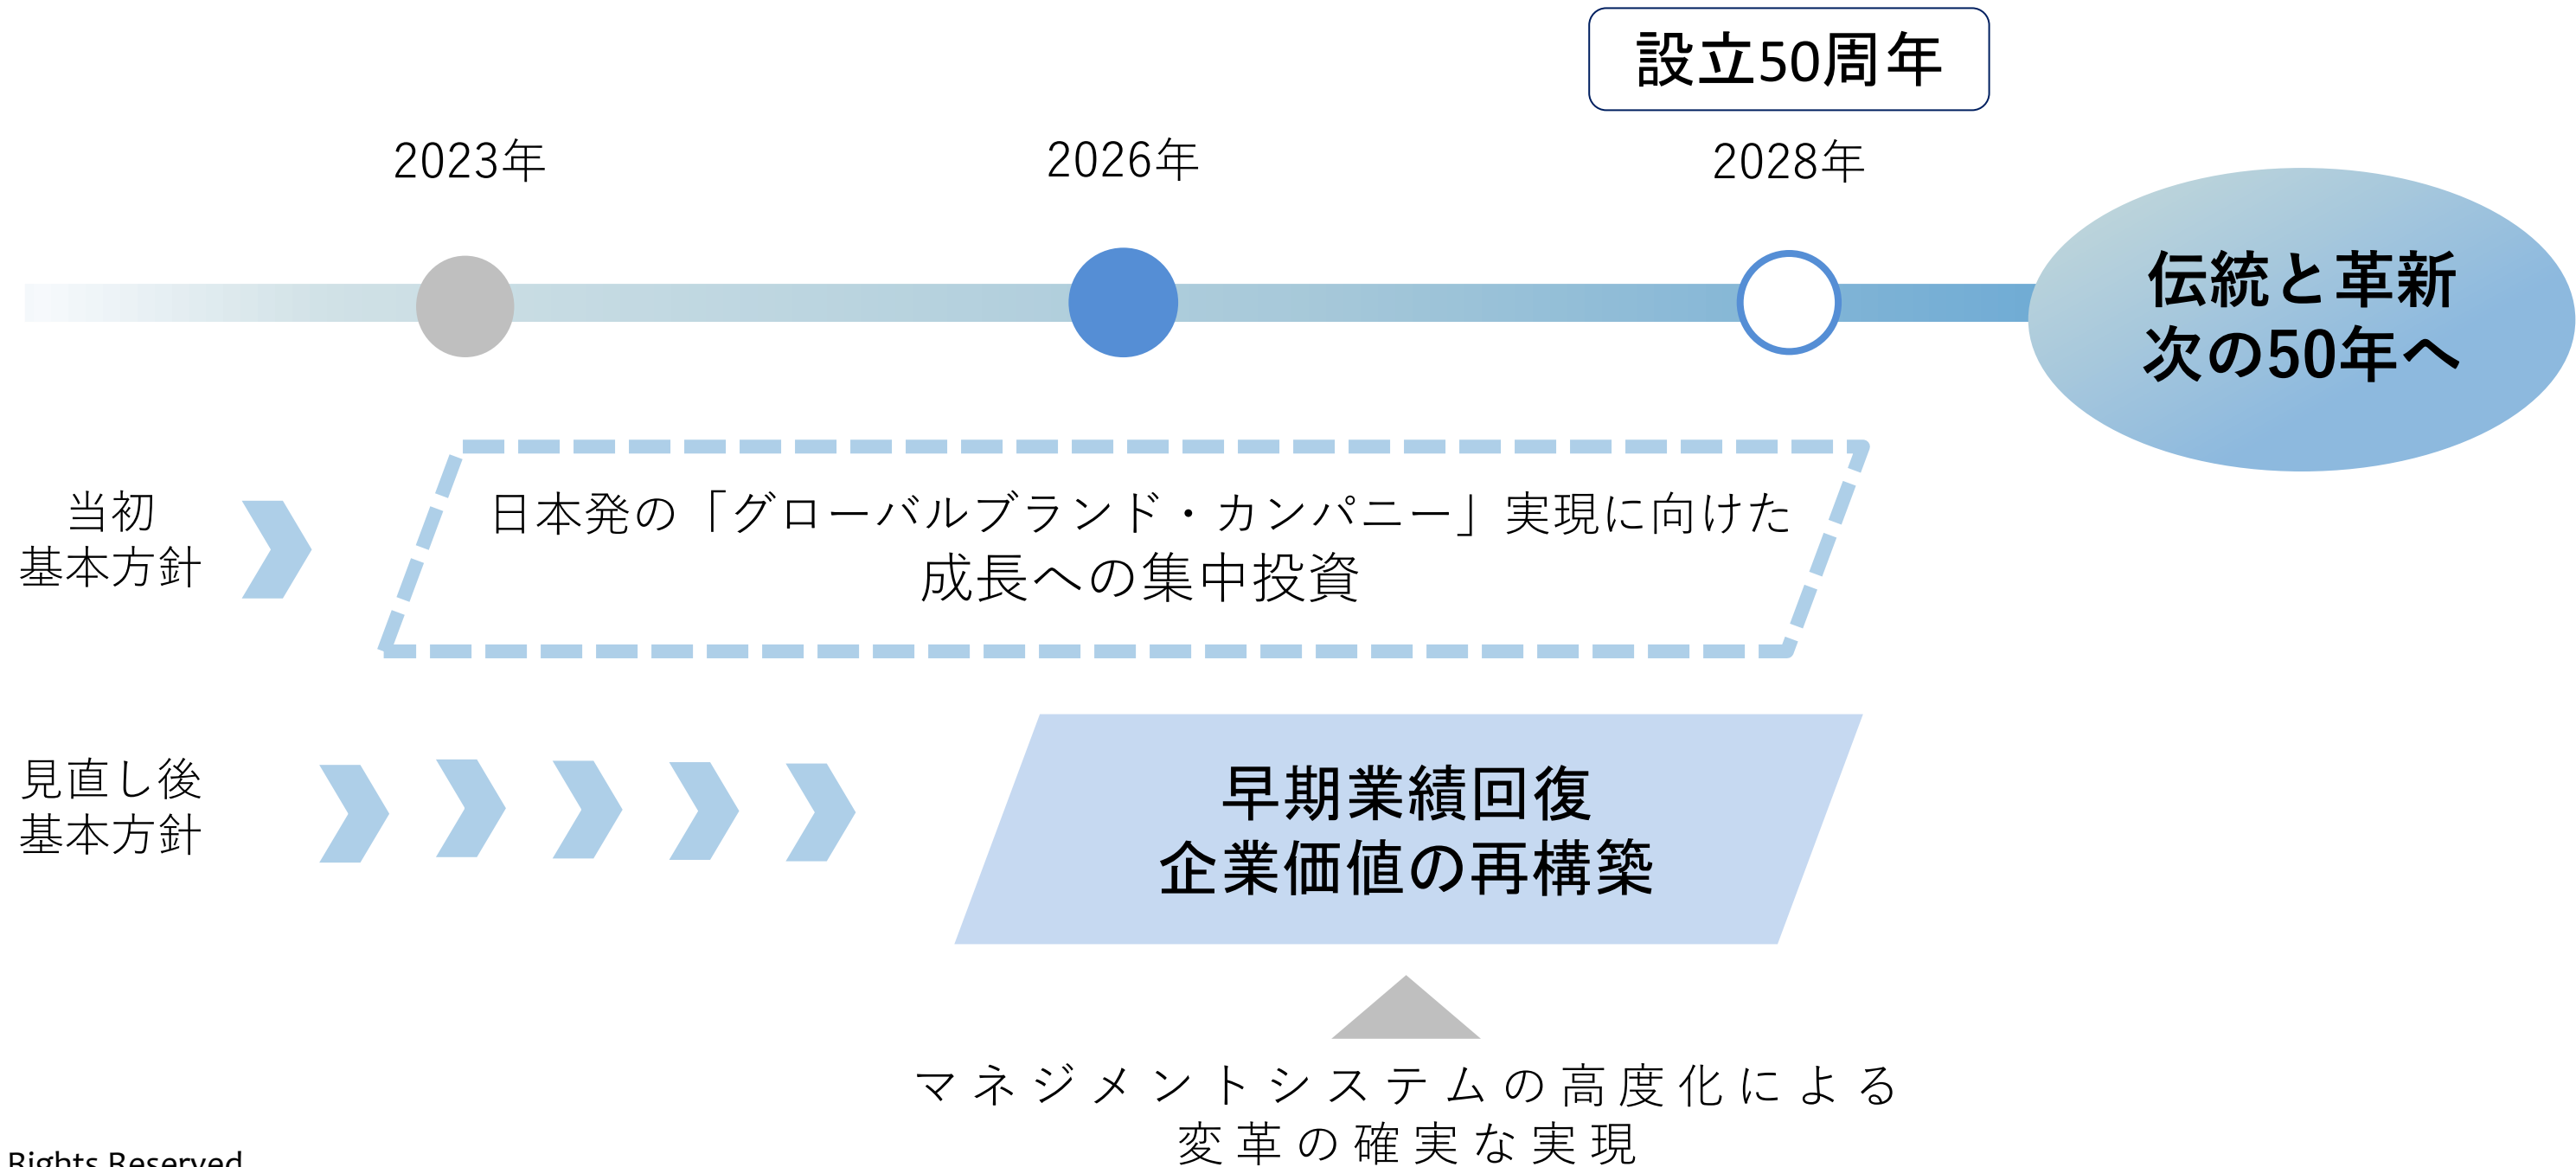 設立50周年
2023年
2026年
2028年
伝統と革新
次の50年へ
当初
基本方針
日本発の「グローバルブランド・カンパニー」実現に向けた
成長への集中投資
見直し後
基本方針
早期業績回復
企業価値の再構築
マネジメントシステムの高度化による
変革の確実な実現
Rights Reserved